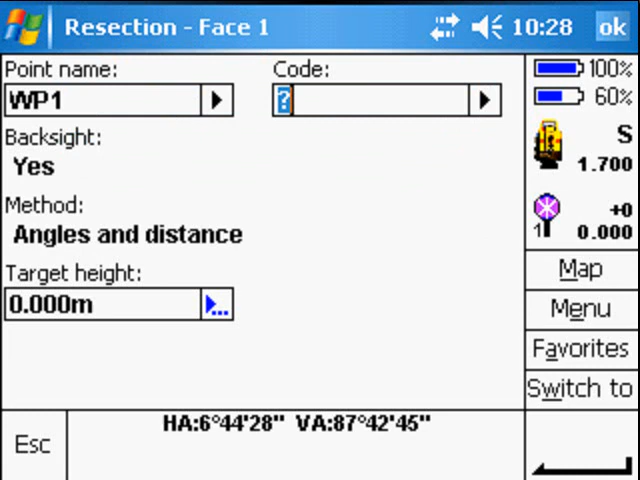 Resection - Face 1 10:28 ok
Point name: Code:
WP1 ?
100%
60%
Backsight:
Yes
S
1.700
Method:
Angles and distance
+0
1 0.000
Target height:
0.000m
Map
Menu
Favorites
Switch to
HA:6°44'28" VA:87°42'45"
Esc